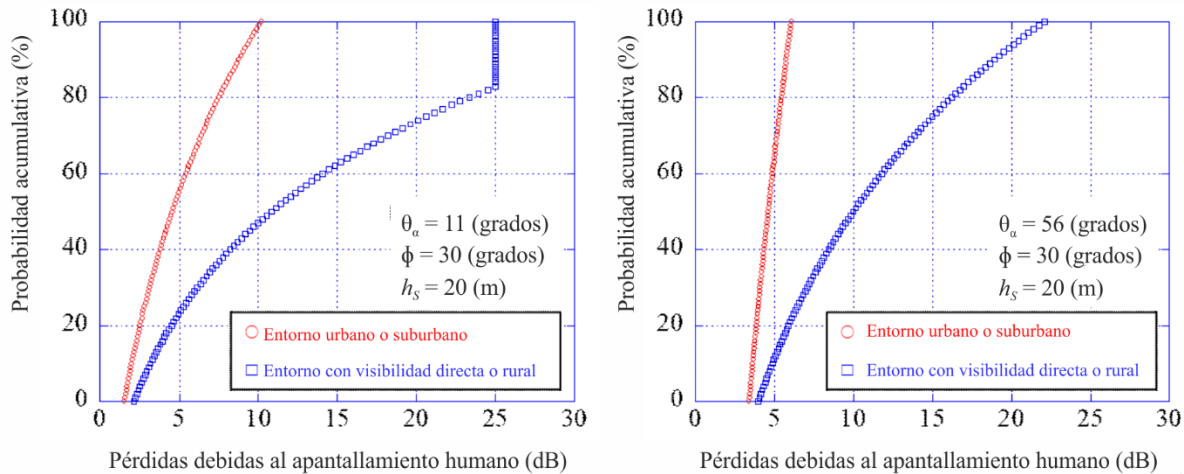 100
80
60
40
20
0
Probabilidad acumulativa (%)
θα = 11 (grados)
ϕ = 30 (grados)
hS = 20 (m)
Entorno urbano o suburbano
Entorno con visibilidad directa o rural
0 5 10 15 20 25 30
Pérdidas debidas al apantallamiento humano (dB)
100
80
60
40
20
0
Probabilidad acumulativa (%)
θα = 56 (grados)
ϕ = 30 (grados)
hS = 20 (m)
Entorno urbano o suburbano
Entorno con visibilidad directa o rural
0 5 10 15 20 25 30
Pérdidas debidas al apantallamiento humano (dB)